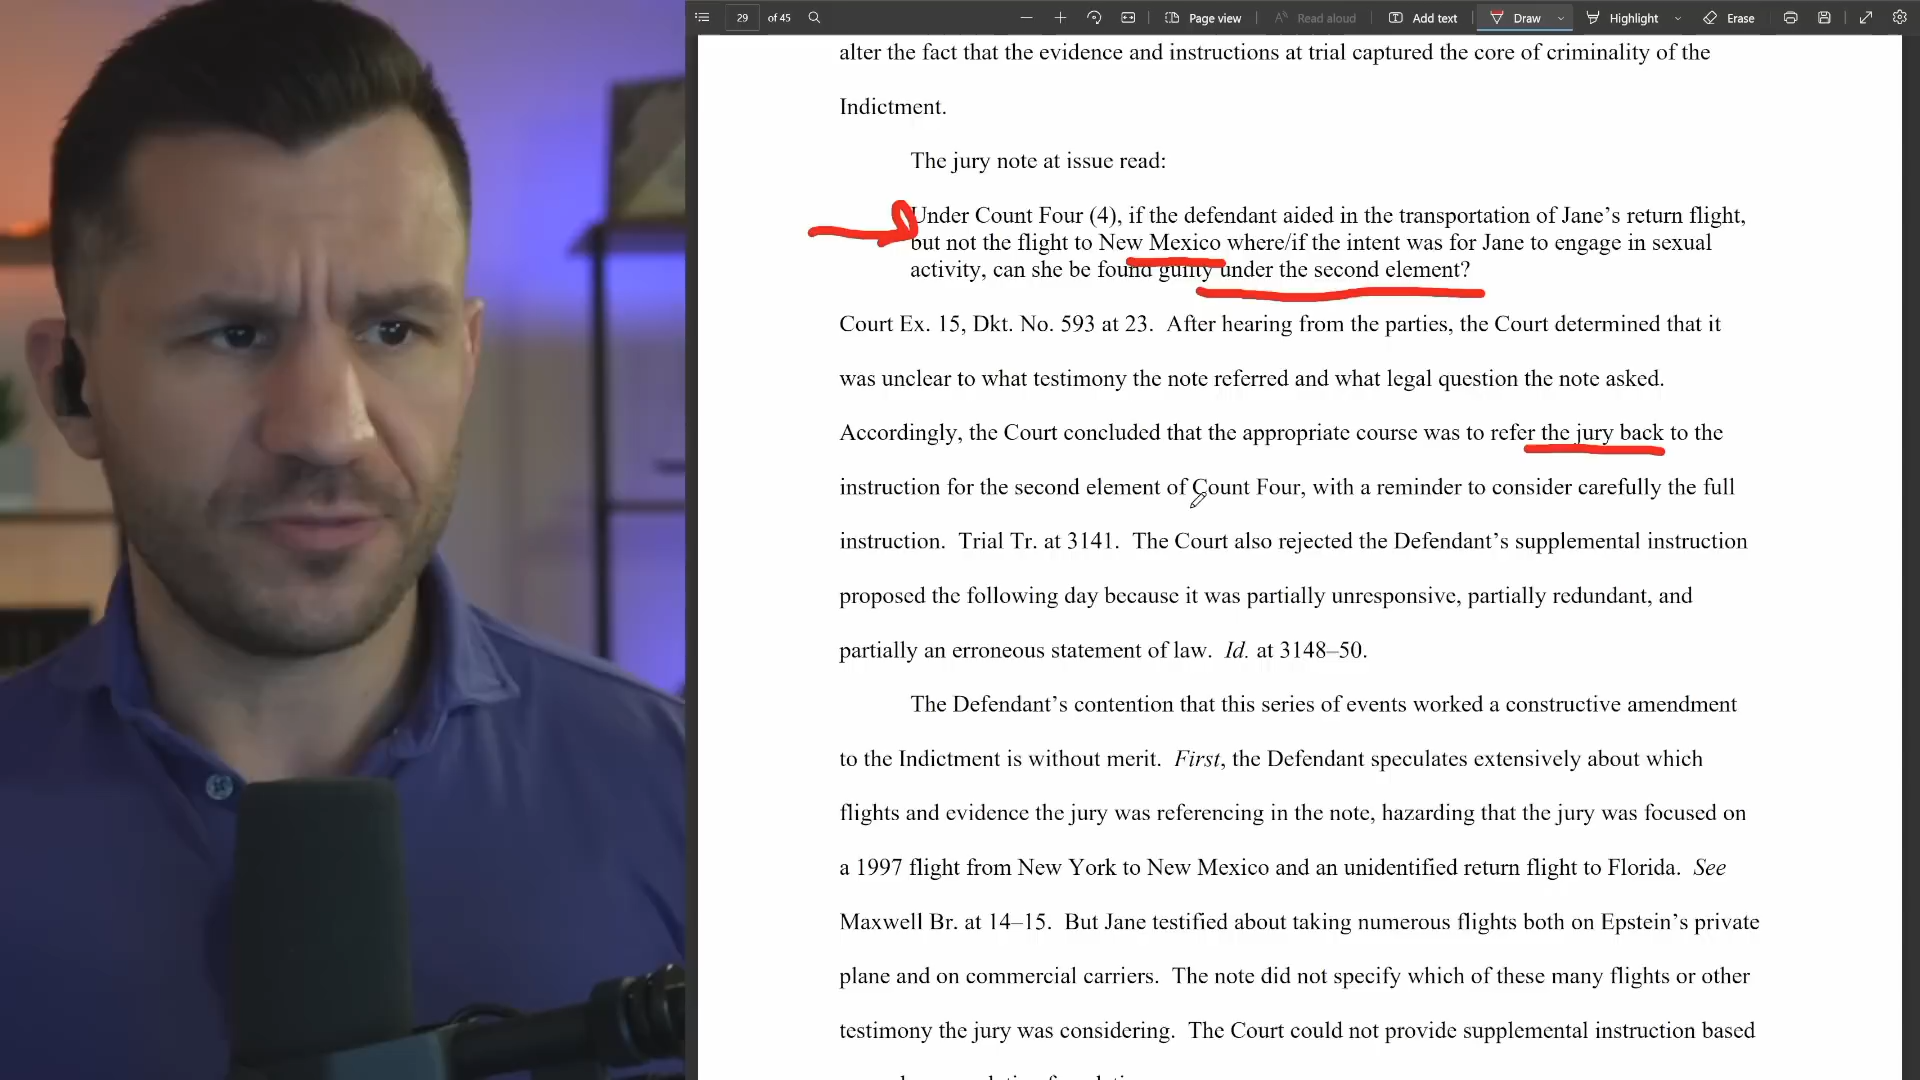 29 of 45 Page view Read aloud Add text Draw Highlight Erase
alter the fact that the evidence and instructions at trial captured the core of criminality of the
Indictment.
The jury note at issue read:
Under Count Four (4), if the defendant aided in the transportation of Jane’s return flight,
but not the flight to New Mexico where/if the intent was for Jane to engage in sexual
activity, can she be found guilty under the second element?
Court Ex. 15, Dkt. No. 593 at 23.  After hearing from the parties, the Court determined that it
was unclear to what testimony the note referred and what legal question the note asked.
Accordingly, the Court concluded that the appropriate course was to refer the jury back to the
instruction for the second element of Count Four, with a reminder to consider carefully the full
instruction.  Trial Tr. at 3141.  The Court also rejected the Defendant’s supplemental instruction
proposed the following day because it was partially unresponsive, partially redundant, and
partially an erroneous statement of law.  Id. at 3148–50.
The Defendant’s contention that this series of events worked a constructive amendment
to the Indictment is without merit.  First, the Defendant speculates extensively about which
flights and evidence the jury was referencing in the note, hazarding that the jury was focused on
a 1997 flight from New York to New Mexico and an unidentified return flight to Florida.  See
Maxwell Br. at 14–15.  But Jane testified about taking numerous flights both on Epstein’s private
plane and on commercial carriers.  The note did not specify which of these many flights or other
testimony the jury was considering.  The Court could not provide supplemental instruction based